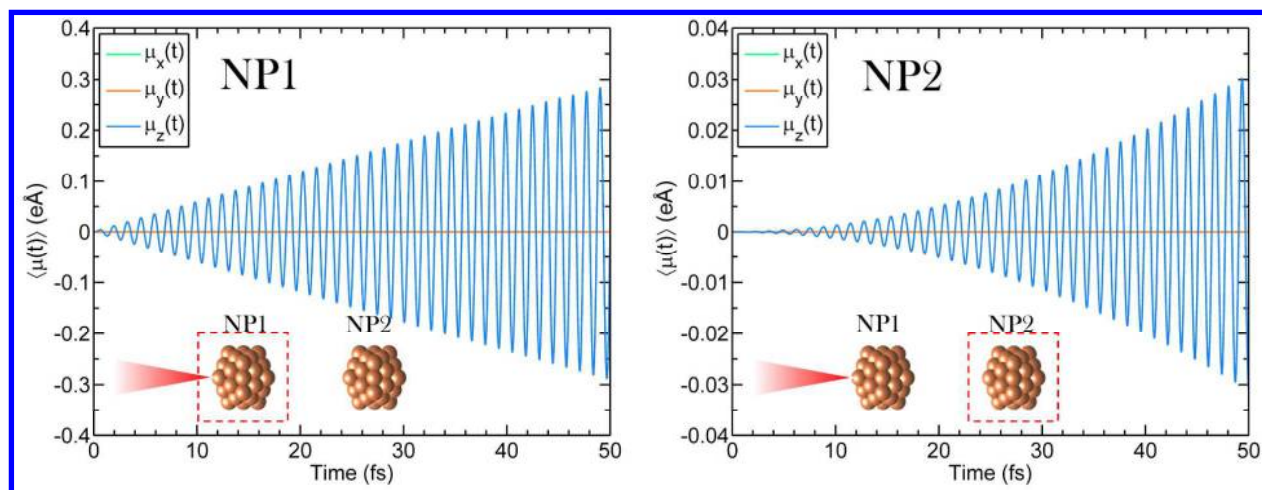 0.4
0.3
0.2
0.1
0
-0.1
-0.2
-0.3
-0.4
⟨μ(t)⟩ (eÅ)
μx(t)
μy(t)
μz(t)
NP1
NP1
NP2
0
10
20
30
40
50
Time (fs)
0.04
0.03
0.02
0.01
0
-0.01
-0.02
-0.03
-0.04
⟨μ(t)⟩ (eÅ)
μx(t)
μy(t)
μz(t)
NP2
NP1
NP2
0
10
20
30
40
50
Time (fs)